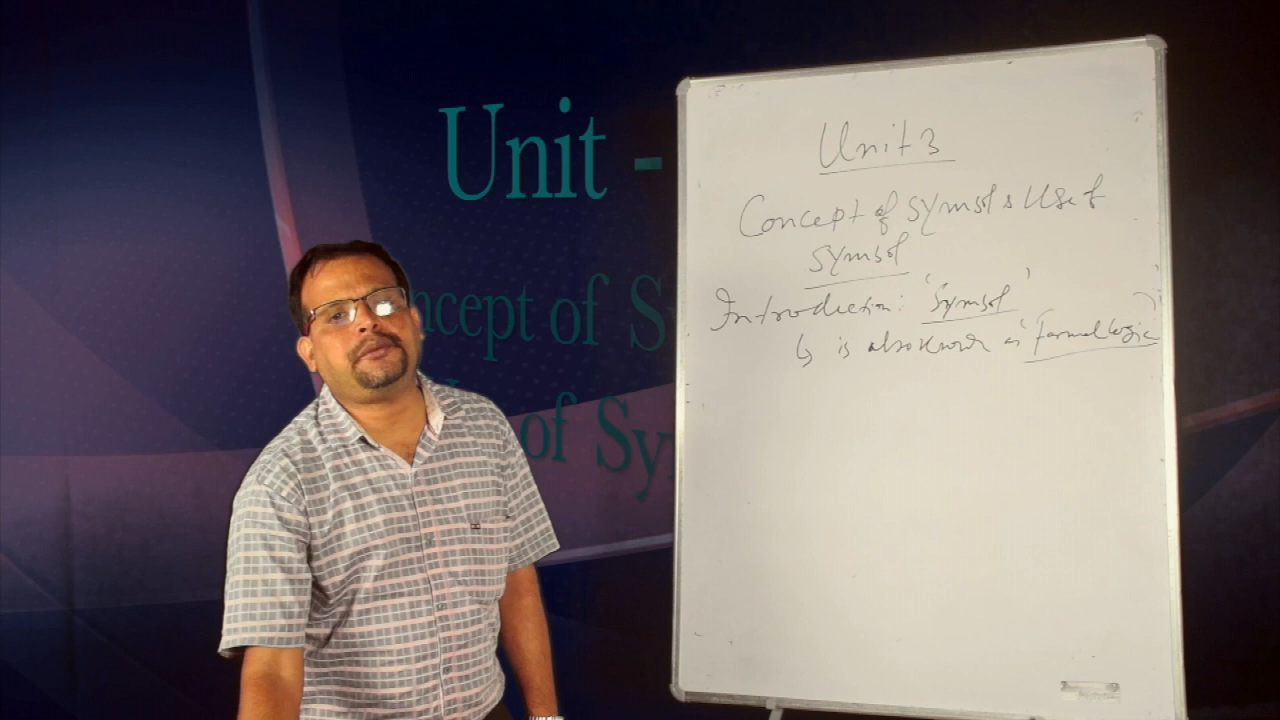 Unit -
ncept of S
of Sy
Unit 3
Concept of Symbol & Use of
Symbol
Introduction: 'Symbol'
↳ is also known as 'Formal logic'